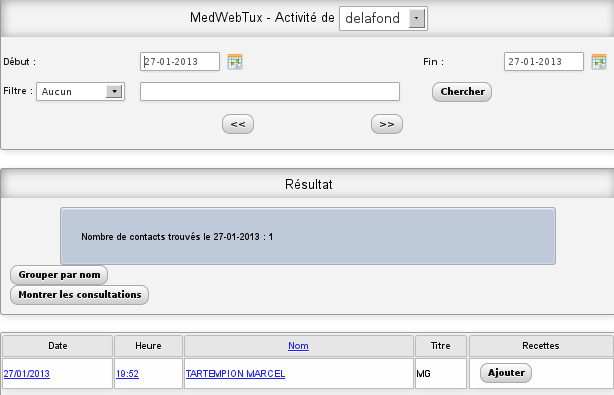 MedWebTux - Activité de delafond
Début : 27-01-2013 Fin : 27-01-2013
Filtre : Aucun Chercher
<< >>
Résultat
Nombre de contacts trouvés le 27-01-2013 : 1
Grouper par nom
Montrer les consultations
Date Heure Nom Titre Recettes
27/01/2013 19:52 TARTEMPION MARCEL MG Ajouter